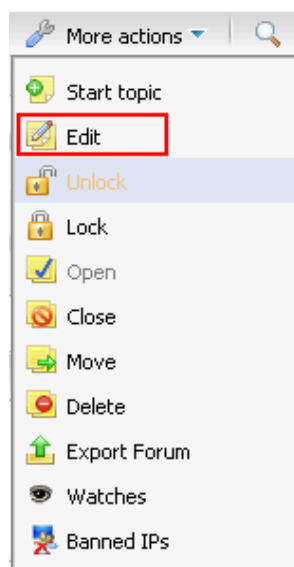 More actions
Start topic
Edit
Unlock
Lock
Open
Close
Move
Delete
Export Forum
Watches
Banned IPs